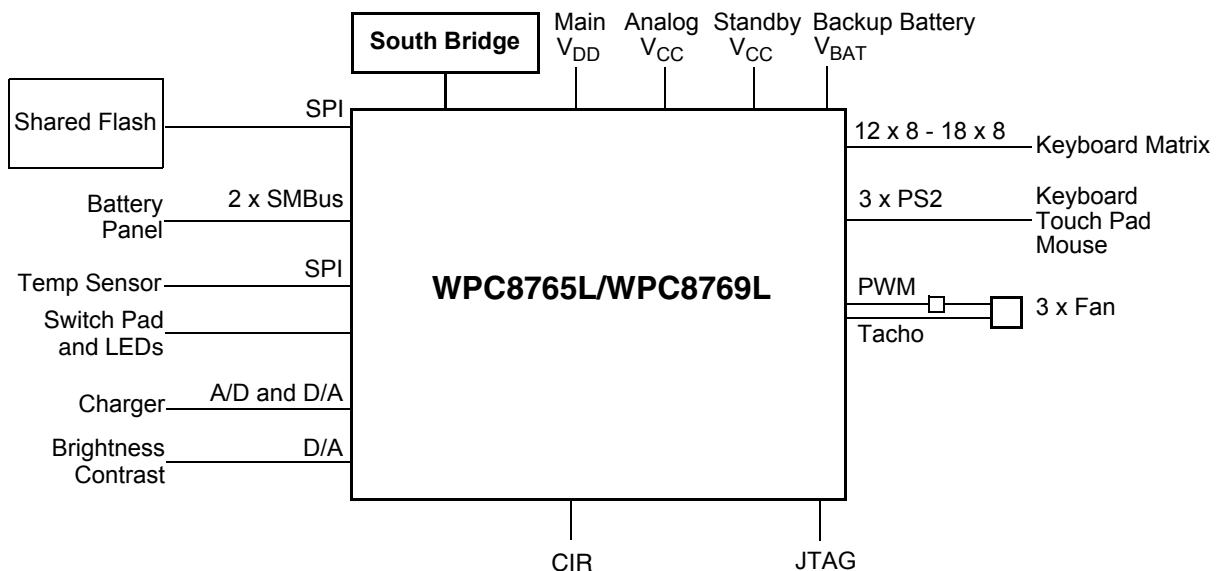 South Bridge
Main
V_DD
Analog
V_CC
Standby
V_CC
Backup Battery
V_BAT
Shared Flash
SPI
12 x 8 - 18 x 8
Keyboard Matrix
Battery
Panel
2 x SMBus
3 x PS2
Keyboard
Touch Pad
Mouse
Temp Sensor
SPI
WPC8765L/WPC8769L
PWM
3 x Fan
Tacho
Switch Pad
and LEDs
Charger
A/D and D/A
Brightness
Contrast
D/A
CIR
JTAG